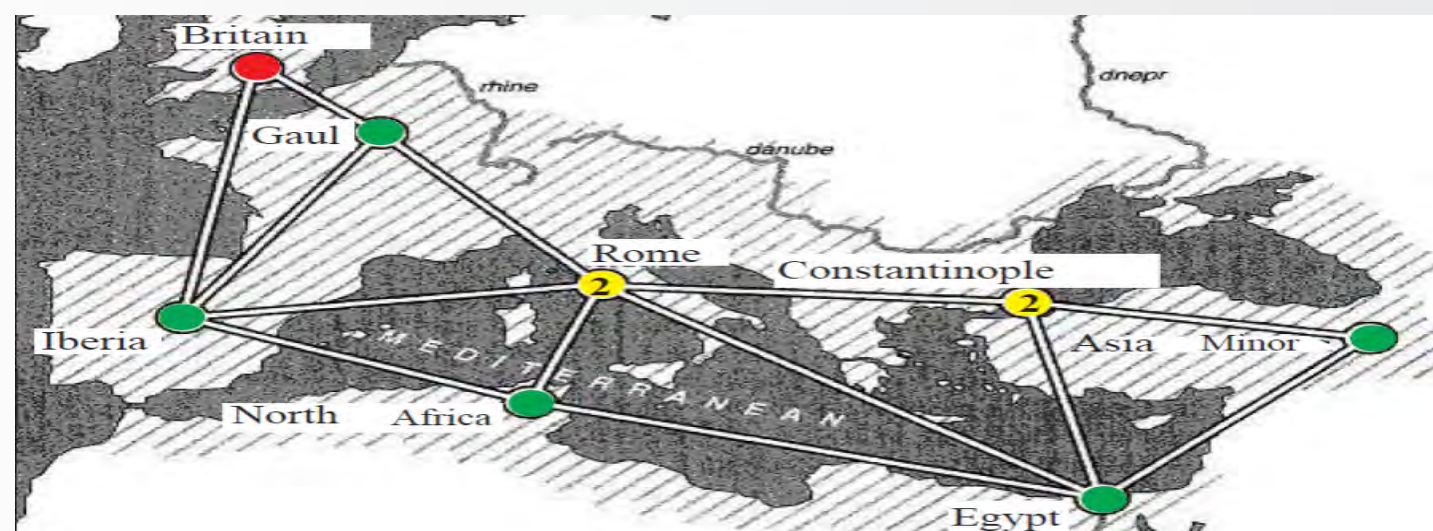 Britain
rhine
dnepr
Gaul
danube
Rome
Constantinople
2
2
Iberia
Asia Minor
MEDITERRANEAN
North Africa
Egypt